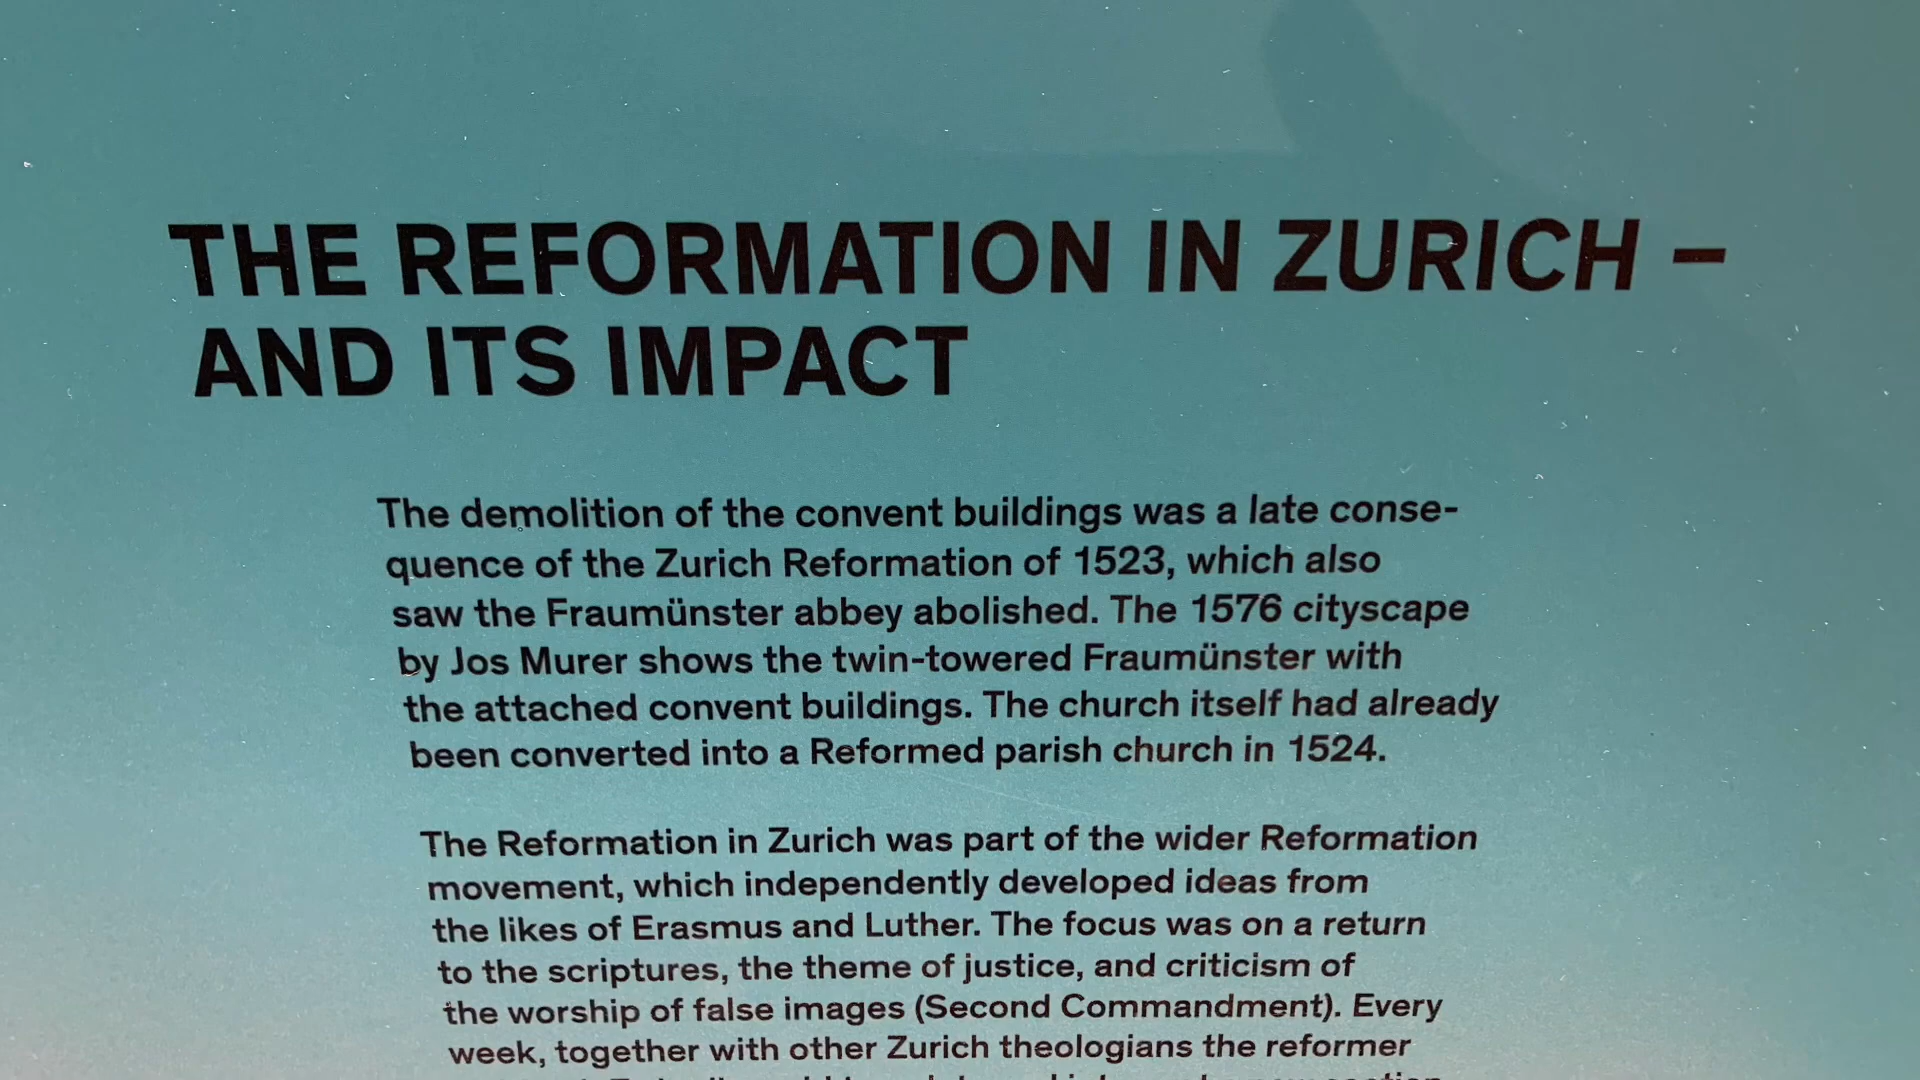 THE REFORMATION IN ZURICH –
AND ITS IMPACT
The demolition of the convent buildings was a late conse-
quence of the Zurich Reformation of 1523, which also
saw the Fraumünster abbey abolished. The 1576 cityscape
by Jos Murer shows the twin-towered Fraumünster with
the attached convent buildings. The church itself had already
been converted into a Reformed parish church in 1524.
The Reformation in Zurich was part of the wider Reformation
movement, which independently developed ideas from
the likes of Erasmus and Luther. The focus was on a return
to the scriptures, the theme of justice, and criticism of
the worship of false images (Second Commandment). Every
week, together with other Zurich theologians the reformer